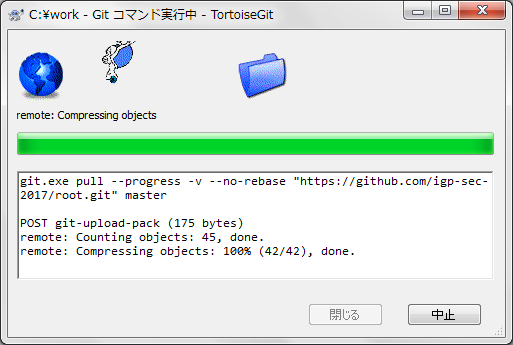 C:¥work - Git コマンド実行中 - TortoiseGit
remote: Compressing objects
git.exe pull --progress -v --no-rebase "https://github.com/igp-sec-
2017/root.git" master
POST git-upload-pack (175 bytes)
remote: Counting objects: 45, done.
remote: Compressing objects: 100% (42/42), done.
閉じる
中止